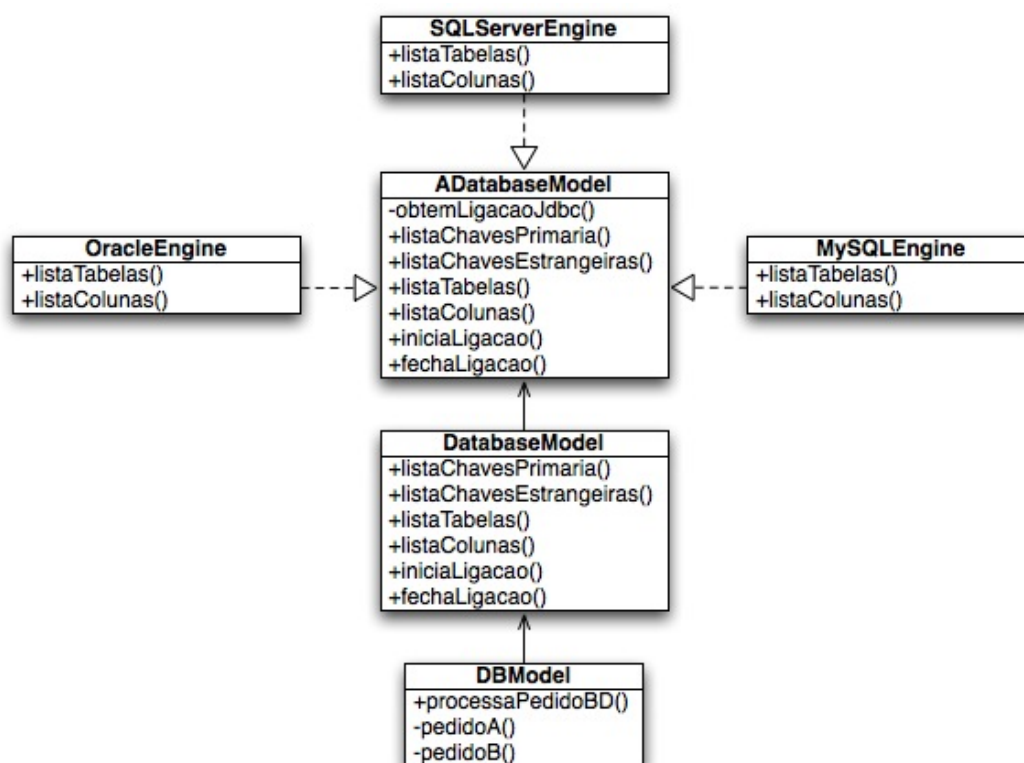 SQLServerEngine
+listaTabelas()
+listaColunas()
ADatabaseModel
-obtemLigacaoJdbc()
+listaChavesPrimaria()
+listaChavesEstrangeiras()
+listaTabelas()
+listaColunas()
+iniciaLigacao()
+fechaLigacao()
OracleEngine
+listaTabelas()
+listaColunas()
MySQLEngine
+listaTabelas()
+listaColunas()
DatabaseModel
+listaChavesPrimaria()
+listaChavesEstrangeiras()
+listaTabelas()
+listaColunas()
+iniciaLigacao()
+fechaLigacao()
DBModel
+processaPedidoBD()
-pedidoA()
-pedidoB()